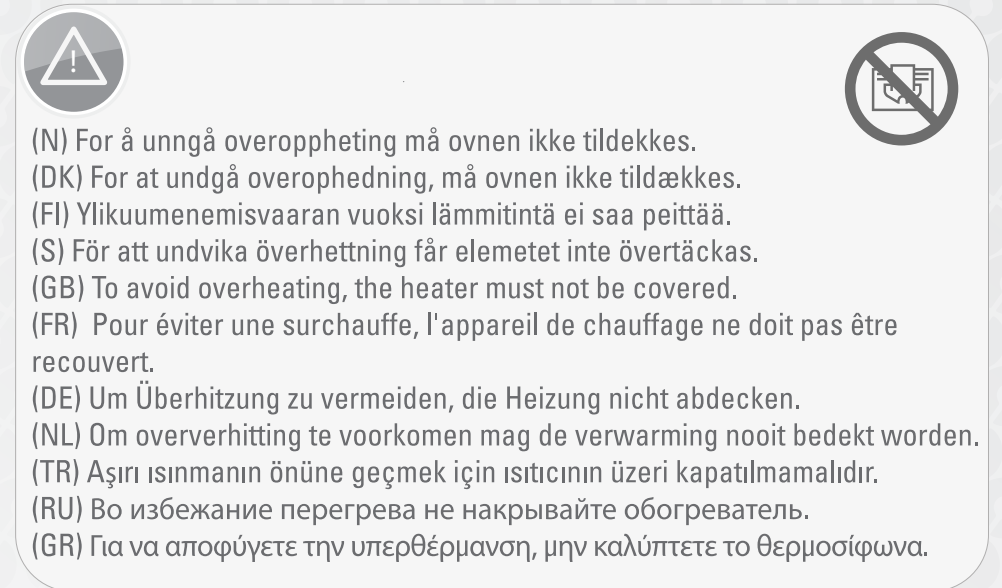 (N) For å unngå overoppheting må ovnen ikke tildekkes.
(DK) For at undgå overophedning, må ovnen ikke tildækkes.
(FI) Ylikuumenemisvaaran vuoksi lämmitintä ei saa peittää.
(S) För att undvika överhettning får elemetet inte övertäckas.
(GB) To avoid overheating, the heater must not be covered.
(FR) Pour éviter une surchauffe, l'appareil de chauffage ne doit pas être
recouvert.
(DE) Um Überhitzung zu vermeiden, die Heizung nicht abdecken.
(NL) Om oververhitting te voorkomen mag de verwarming nooit bedekt worden.
(TR) Aşırı ısınmanın önüne geçmek için ısıtıcının üzeri kapatılmamalıdır.
(RU) Во избежание перегрева не накрывайте обогреватель.
(GR) Για να αποφύγετε την υπερθέρμανση, μην καλύπτετε το θερμοσίφωνα.